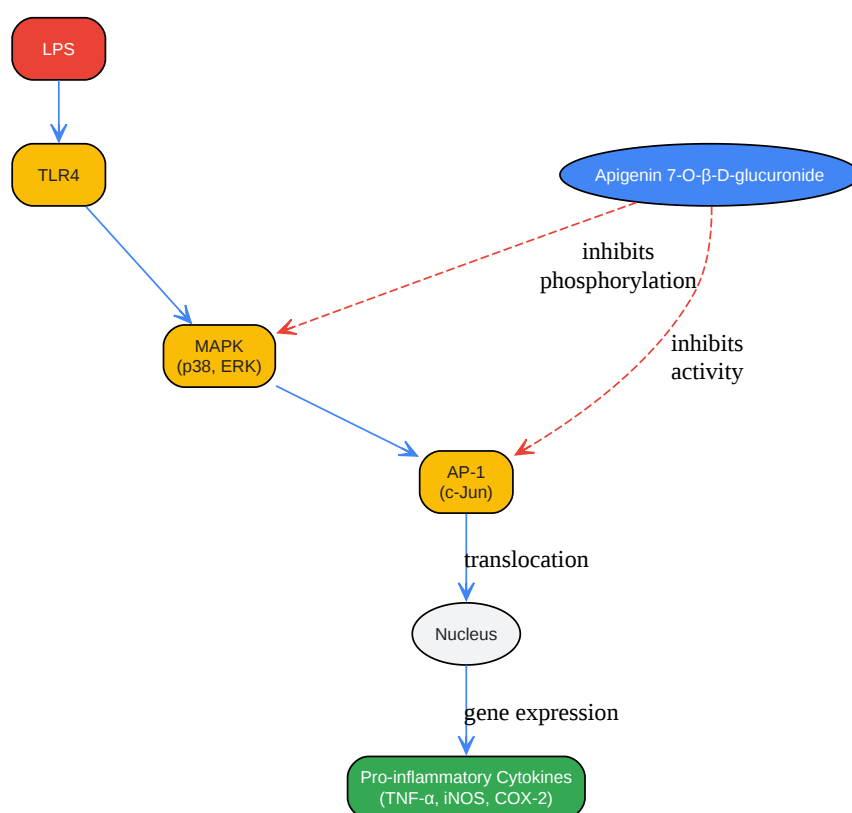 LPS
TLR4
Apigenin 7-O-β-D-glucuronide
inhibits
phosphorylation
MAPK
(p38, ERK)
inhibits
activity
AP-1
(c-Jun)
translocation
Nucleus
gene expression
Pro-inflammatory Cytokines
(TNF-α, iNOS, COX-2)